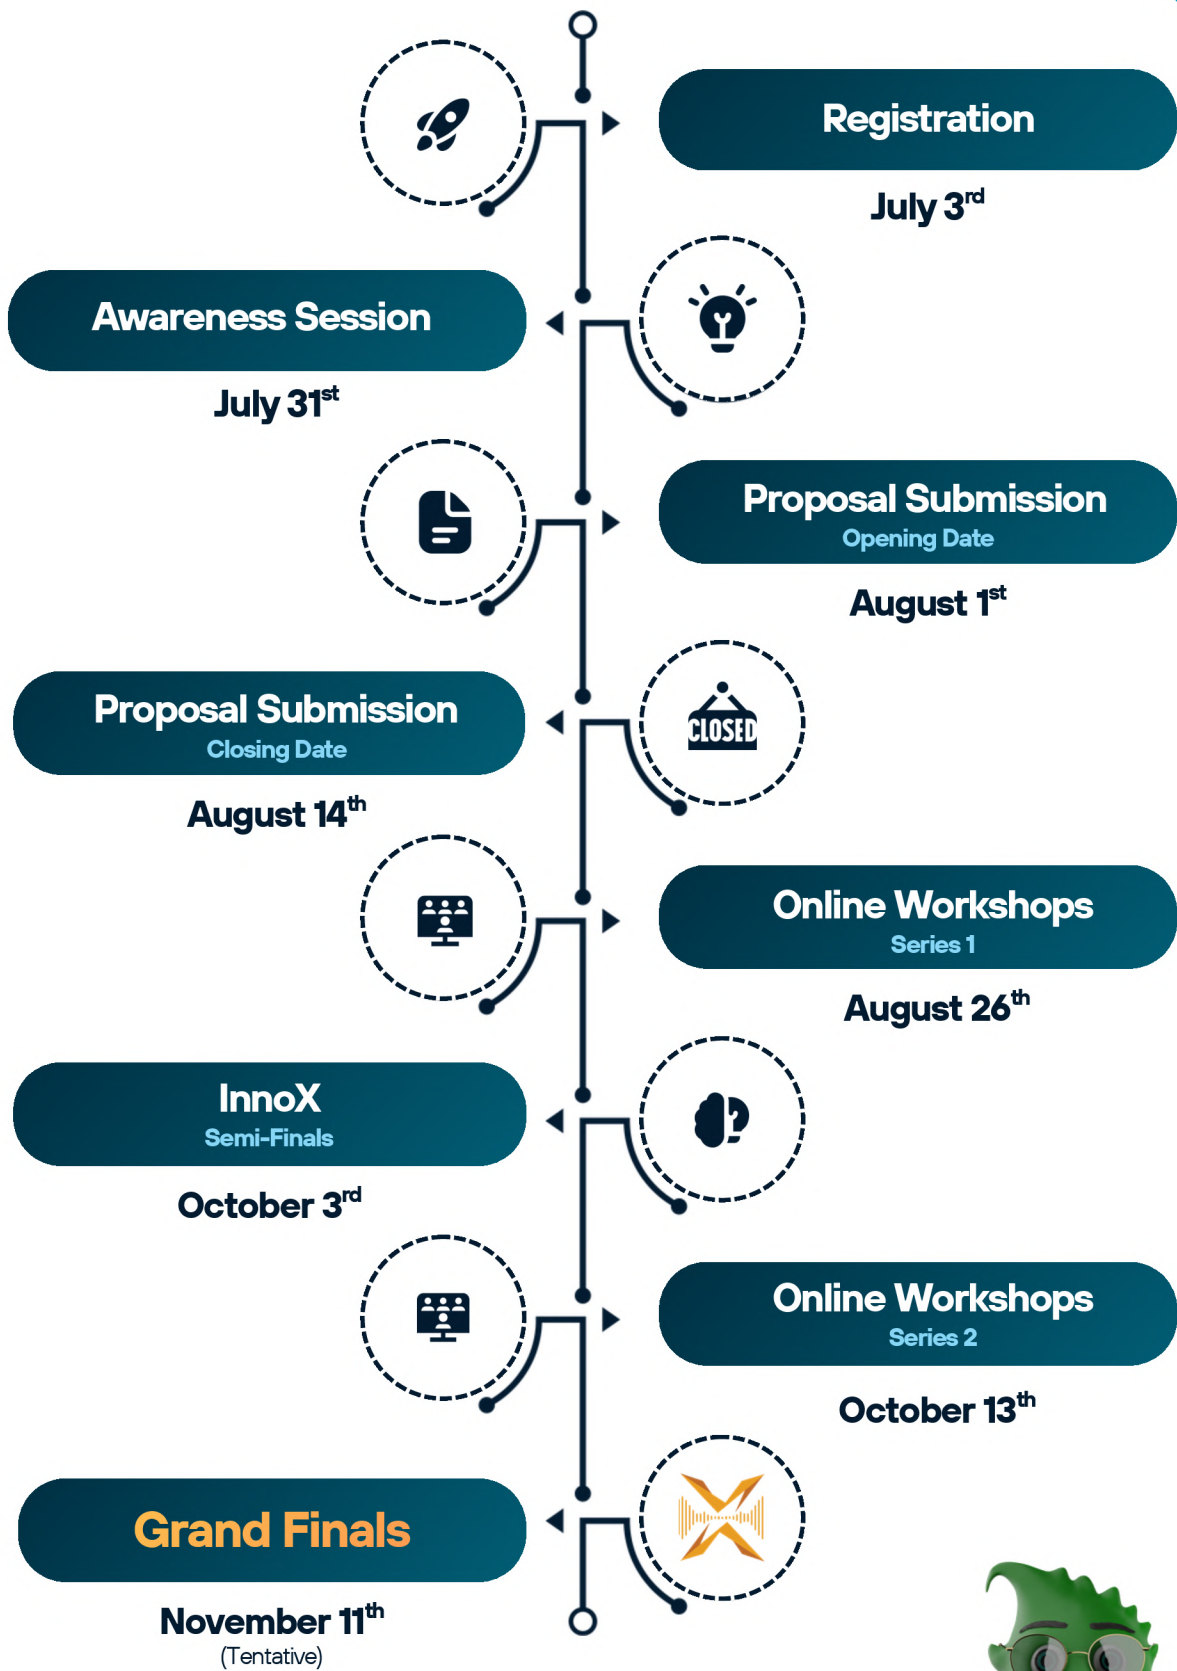 Registration
July 3rd
Awareness Session
July 31st
Proposal Submission
Opening Date
August 1st
CLOSED
Proposal Submission
Closing Date
August 14th
Online Workshops
Series 1
August 26th
InnoX
Semi-Finals
October 3rd
Online Workshops
Series 2
October 13th
Grand Finals
November 11th
(Tentative)